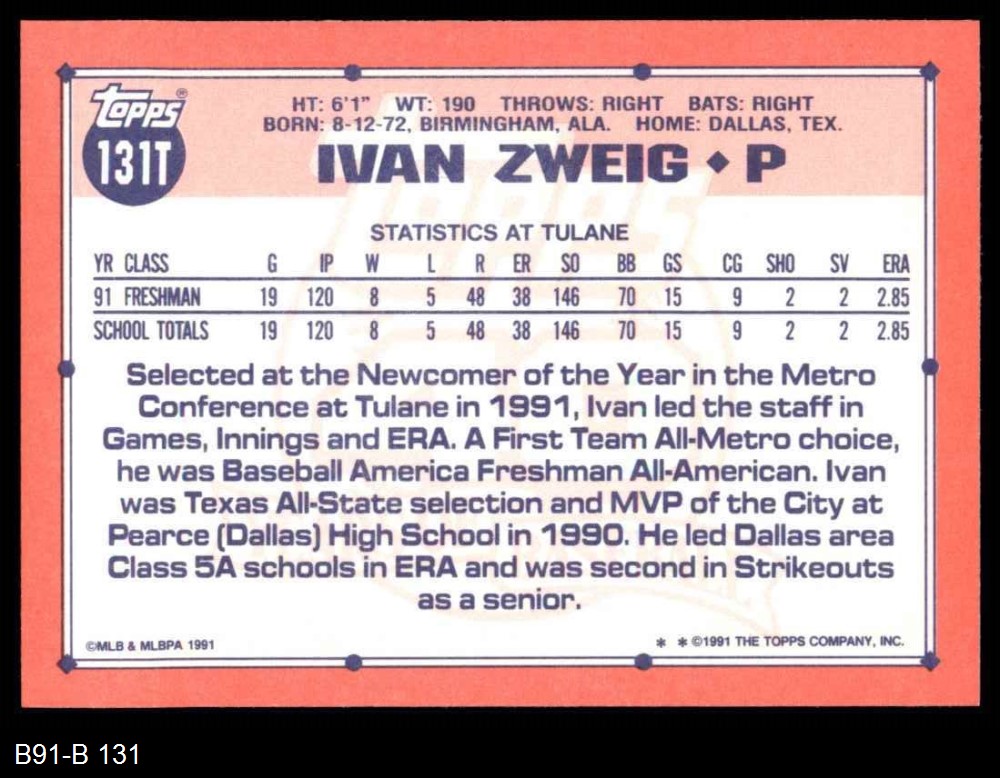 topps®
131T
HT: 6'1" WT: 190 THROWS: RIGHT BATS: RIGHT
BORN: 8-12-72, BIRMINGHAM, ALA. HOME: DALLAS, TEX.
IVAN ZWEIG ◆ P
STATISTICS AT TULANE
YR CLASS G IP W L R ER SO BB GS CG SHO SV ERA
91 FRESHMAN 19 120 8 5 48 38 146 70 15 9 2 2 2.85
SCHOOL TOTALS 19 120 8 5 48 38 146 70 15 9 2 2 2.85
Selected at the Newcomer of the Year in the Metro
Conference at Tulane in 1991, Ivan led the staff in
Games, Innings and ERA. A First Team All-Metro choice,
he was Baseball America Freshman All-American. Ivan
was Texas All-State selection and MVP of the City at
Pearce (Dallas) High School in 1990. He led Dallas area
Class 5A schools in ERA and was second in Strikeouts
as a senior.
©MLB & MLBPA 1991
* * ©1991 THE TOPPS COMPANY, INC.
B91-B 131